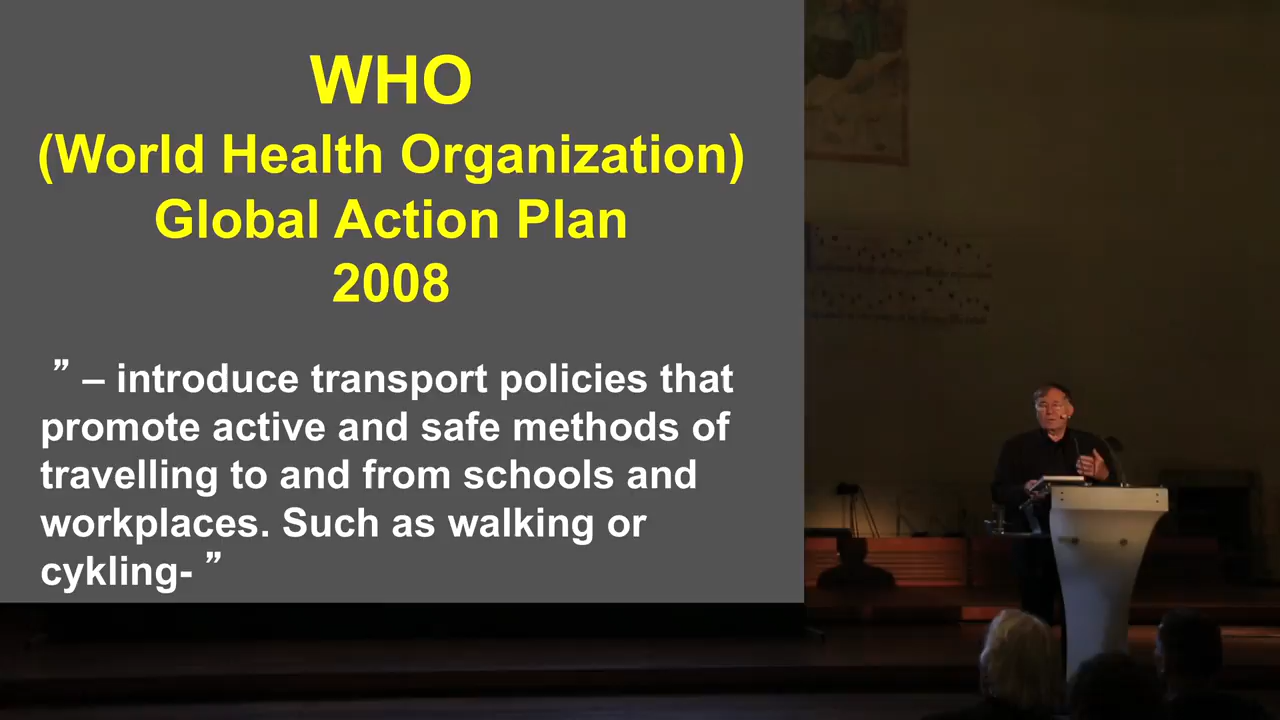 WHO
(World Health Organization)
Global Action Plan
2008
” – introduce transport policies that
promote active and safe methods of
travelling to and from schools and
workplaces. Such as walking or
cykling- ”